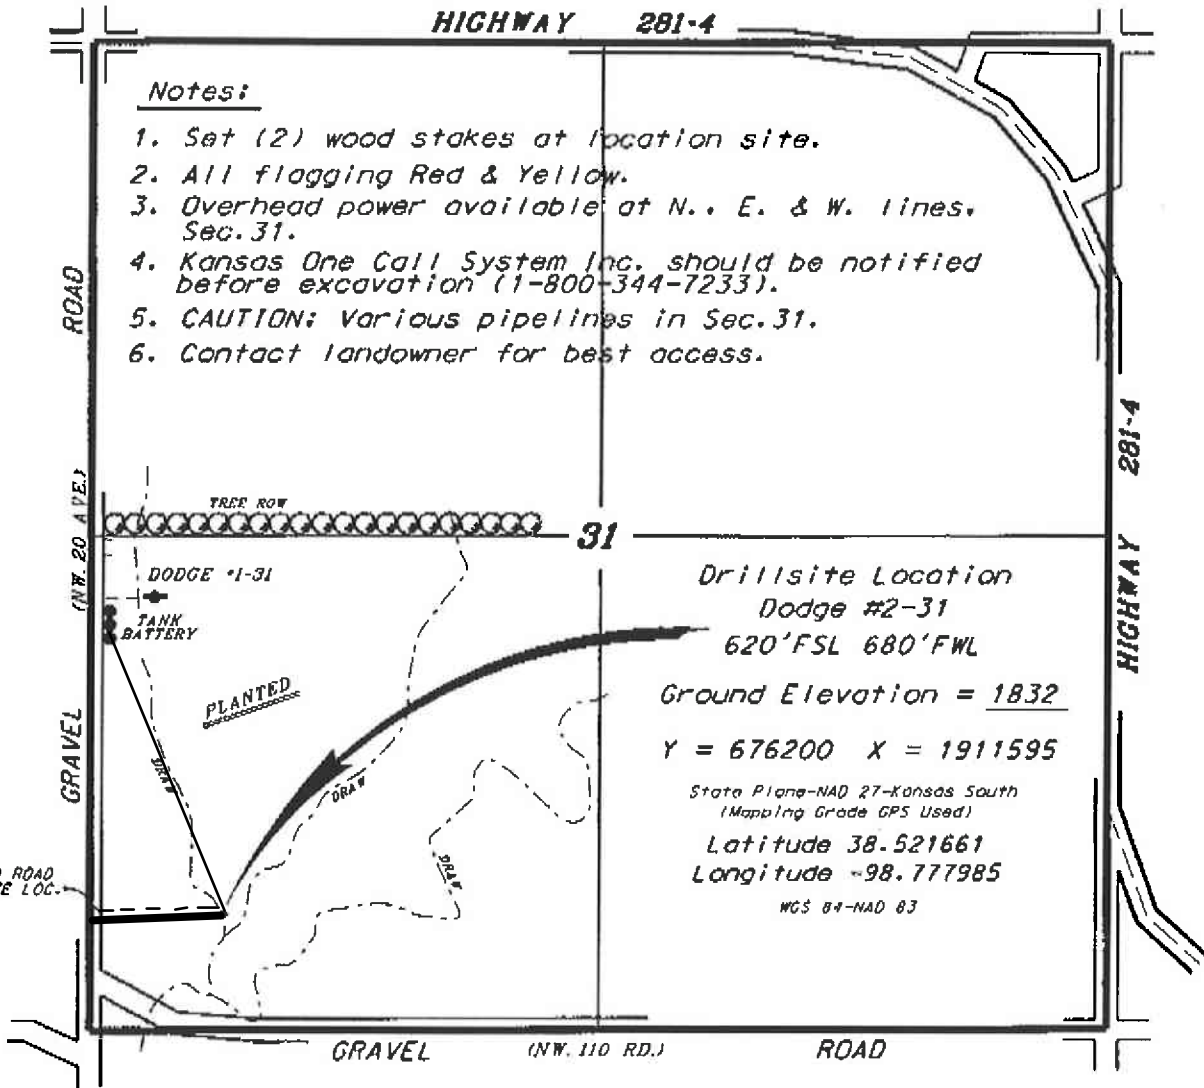 HIGHWAY 281-4
Notes:
1. Set (2) wood stakes at location site.
2. All flagging Red & Yellow.
3. Overhead power available at N., E. & W. lines,
Sec.31.
4. Kansas One Call System Inc. should be notified
before excavation (1-800-344-7233).
5. CAUTION: Various pipelines in Sec.31.
6. Contact landowner for best access.
GRAVEL (NW. 20 AVE.) ROAD
HIGHWAY 281-4
TREE ROW
31
DODGE #1-31
TANK
BATTERY
PLANTED
DRAW
DRAW
DRAW
Drillsite Location
Dodge #2-31
620'FSL 680'FWL
Ground Elevation = 1832
Y = 676200 X = 1911595
State Plane-NAD 27-Kansas South
(Mapping Grade GPS Used)
Latitude 38.521661
Longitude -98.777985
WGS 84-NAD 83
ROAD
LOC.
GRAVEL (NW. 110 RD.) ROAD